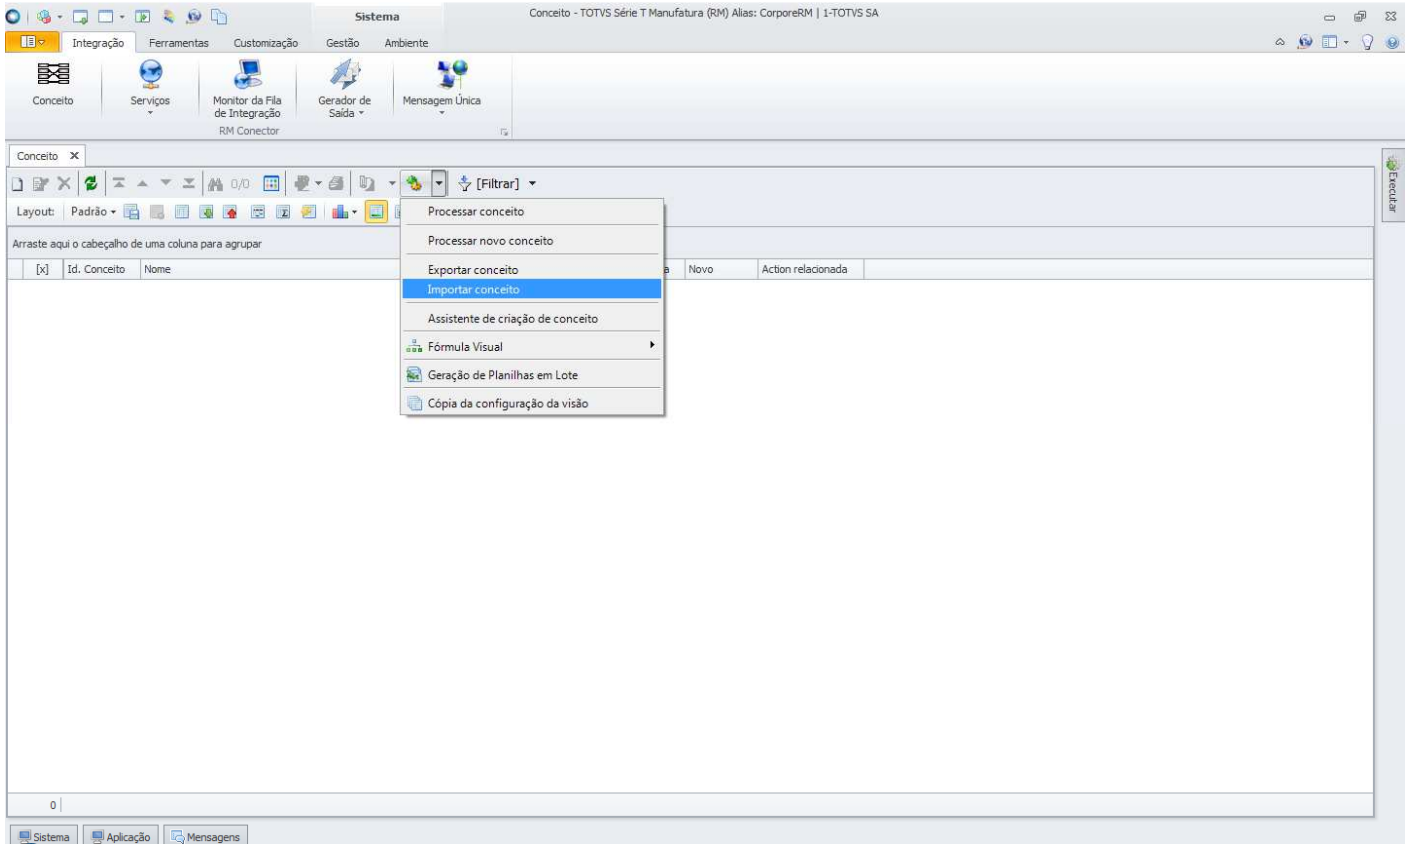 Sistema
Conceito - TOTVS Série T Manufatura (RM) Alias: CorporeRM | 1-TOTVS SA
Integração Ferramentas Customização Gestão Ambiente
Conceito
Serviços
Monitor da Fila
de Integração
Gerador de
Saída
Mensagem Única
RM Conector
Conceito
Executar
0/0
[Filtrar]
Layout: Padrão
Arraste aqui o cabeçalho de uma coluna para agrupar
[x] Id. Conceito Nome a Novo Action relacionada
Processar conceito
Processar novo conceito
Exportar conceito
Importar conceito
Assistente de criação de conceito
Fórmula Visual
Geração de Planilhas em Lote
Cópia da configuração da visão
0
Sistema Aplicação Mensagens